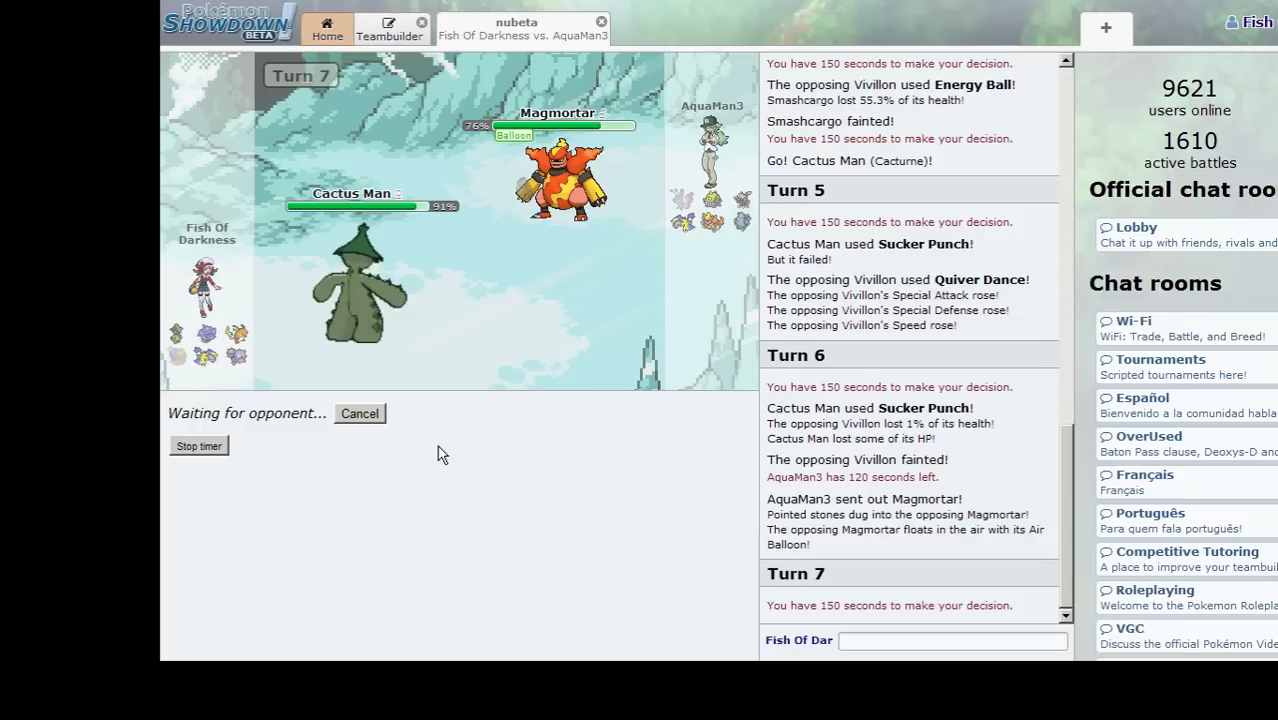 Pokémon
SHOWDOWN!
BETA
Home
Teambuilder
nubeta
Fish Of Darkness vs. AquaMan3
+
Fish
Turn 7
Magmortar
76%
Balloon
AquaMan3
Cactus Man
91%
Fish Of
Darkness
Waiting for opponent...
Cancel
Stop timer
You have 150 seconds to make your decision.
The opposing Vivillon used Energy Ball!
Smashcargo lost 55.3% of its health!
Smashcargo fainted!
You have 150 seconds to make your decision.
Go! Cactus Man (Cacturne)!
Turn 5
You have 150 seconds to make your decision.
Cactus Man used Sucker Punch!
But it failed!
The opposing Vivillon used Quiver Dance!
The opposing Vivillon's Special Attack rose!
The opposing Vivillon's Special Defense rose!
The opposing Vivillon's Speed rose!
Turn 6
You have 150 seconds to make your decision.
Cactus Man used Sucker Punch!
The opposing Vivillon lost 1% of its health!
Cactus Man lost some of its HP!
The opposing Vivillon fainted!
AquaMan3 has 120 seconds left.
AquaMan3 sent out Magmortar!
Pointed stones dug into the opposing Magmortar!
The opposing Magmortar floats in the air with its Air
Balloon!
Turn 7
You have 150 seconds to make your decision.
Fish Of Dar
9621
users online
1610
active battles
Official chat roo
Lobby
Chat it up with friends, rivals and
Chat rooms
Wi-Fi
WiFi: Trade, Battle, and Breed!
Tournaments
Scripted tournaments here!
Español
Bienvenido a la comunidad habla
OverUsed
Baton Pass clause, Deoxys-D and
Français
Français
Português
Para quem fala português!
Competitive Tutoring
A place to improve your teambuil
Roleplaying
Welcome to the Pokemon Rolepla
VGC
Discuss the official Pokémon Vide